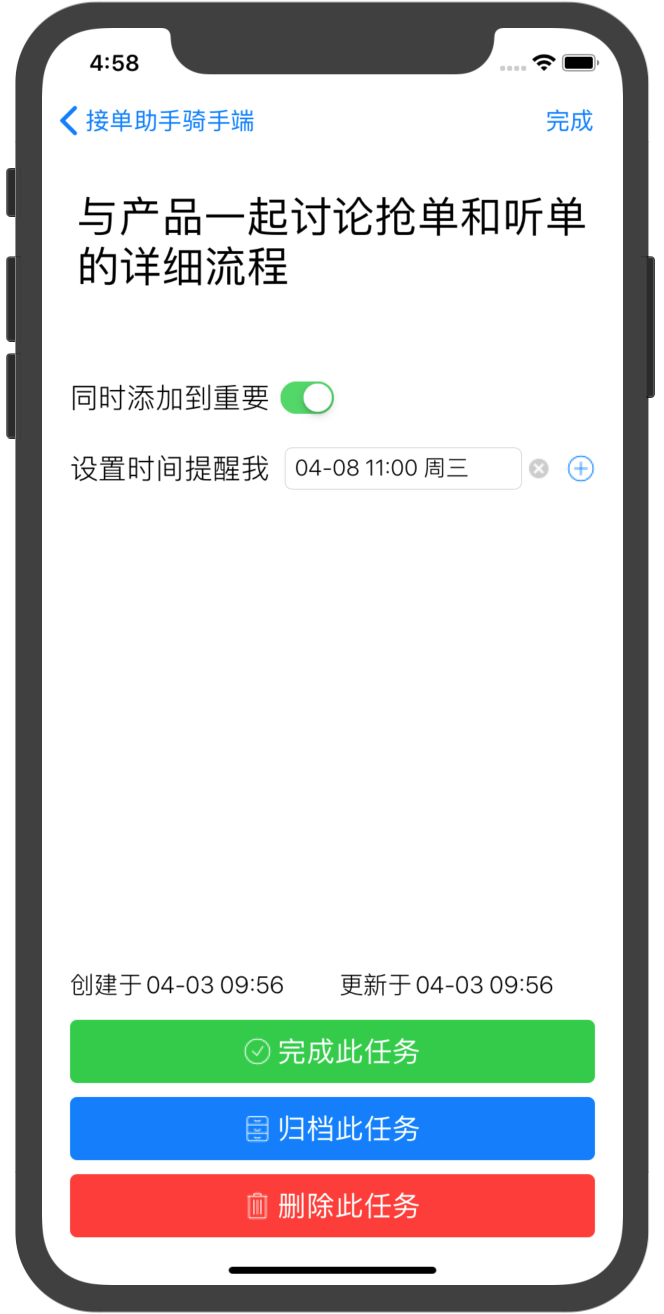 4:58
接单助手骑手端 完成
与产品一起讨论抢单和听单
的详细流程
同时添加到重要
设置时间提醒我 04-08 11:00 周三
创建于 04-03 09:56 更新于 04-03 09:56
完成此任务
归档此任务
删除此任务